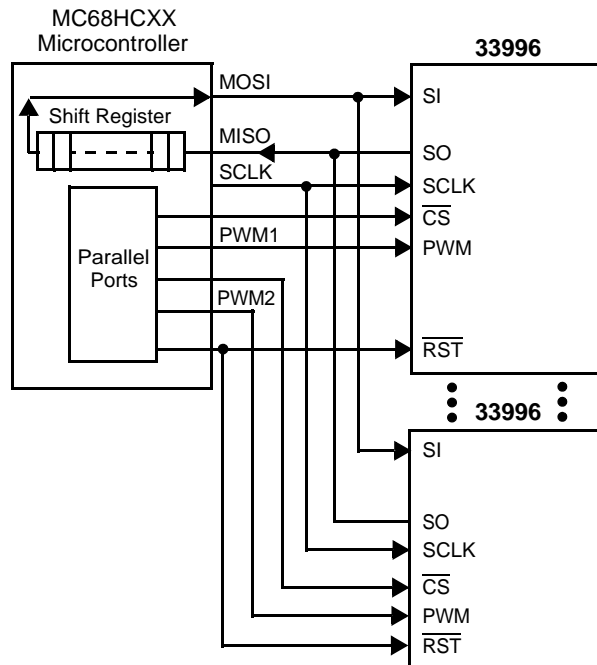 MC68HCXX
Microcontroller
33996
MOSI
SI
Shift Register
MISO
SO
SCLK
SCLK
CS
PWM1
PWM
Parallel
Ports
PWM2
RST
33996
SI
SO
SCLK
CS
PWM
RST